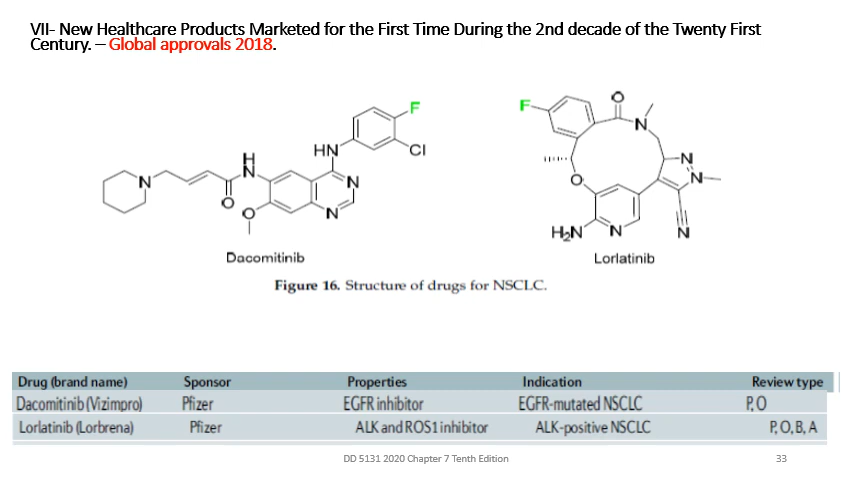 VII- New Healthcare Products Marketed for the First Time During the 2nd decade of the Twenty First
Century. – Global approvals 2018.
F
HN
Cl
H
N
N
O
N
N
O
Dacomitinib
F
O
N
N
N
O
H2N
N
N
Lorlatinib
Figure 16. Structure of drugs for NSCLC.
Drug (brand name) Sponsor Properties Indication Review type
Dacomitinib (Vizimpro) Pfizer EGFR inhibitor EGFR-mutated NSCLC P, O
Lorlatinib (Lorbrena) Pfizer ALK and ROS1 inhibitor ALK-positive NSCLC P, O, B, A
DD 5131 2020 Chapter 7 Tenth Edition 33